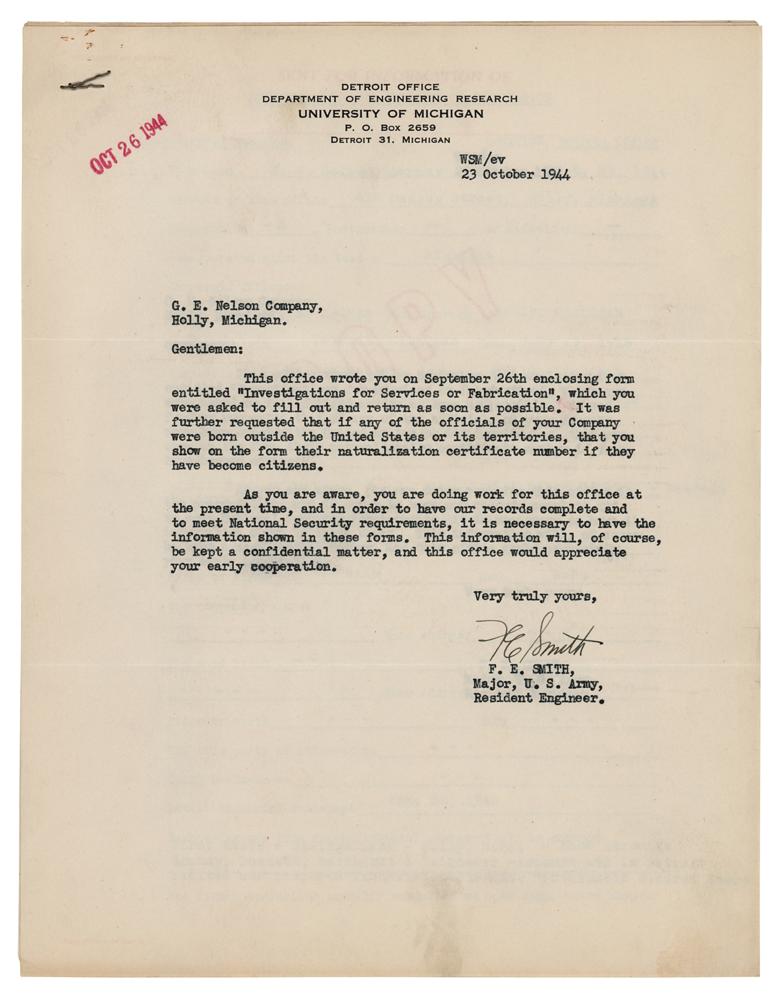 DETROIT OFFICE
DEPARTMENT OF ENGINEERING RESEARCH
UNIVERSITY OF MICHIGAN
P. O. Box 2659
Detroit 31, Michigan
OCT 26 1944
WSM/ev
23 October 1944
G. E. Nelson Company,
Holly, Michigan.
Gentlemen:
This office wrote you on September 26th enclosing form
entitled "Investigations for Services or Fabrication", which you
were asked to fill out and return as soon as possible. It was
further requested that if any of the officials of your Company
were born outside the United States or its territories, that you
show on the form their naturalization certificate number if they
have become citizens.
As you are aware, you are doing work for this office at
the present time, and in order to have our records complete and
to meet National Security requirements, it is necessary to have the
information shown in these forms. This information will, of course,
be kept a confidential matter, and this office would appreciate
your early cooperation.
Very truly yours,
F E Smith
F. E. SMITH,
Major, U. S. Army,
Resident Engineer.